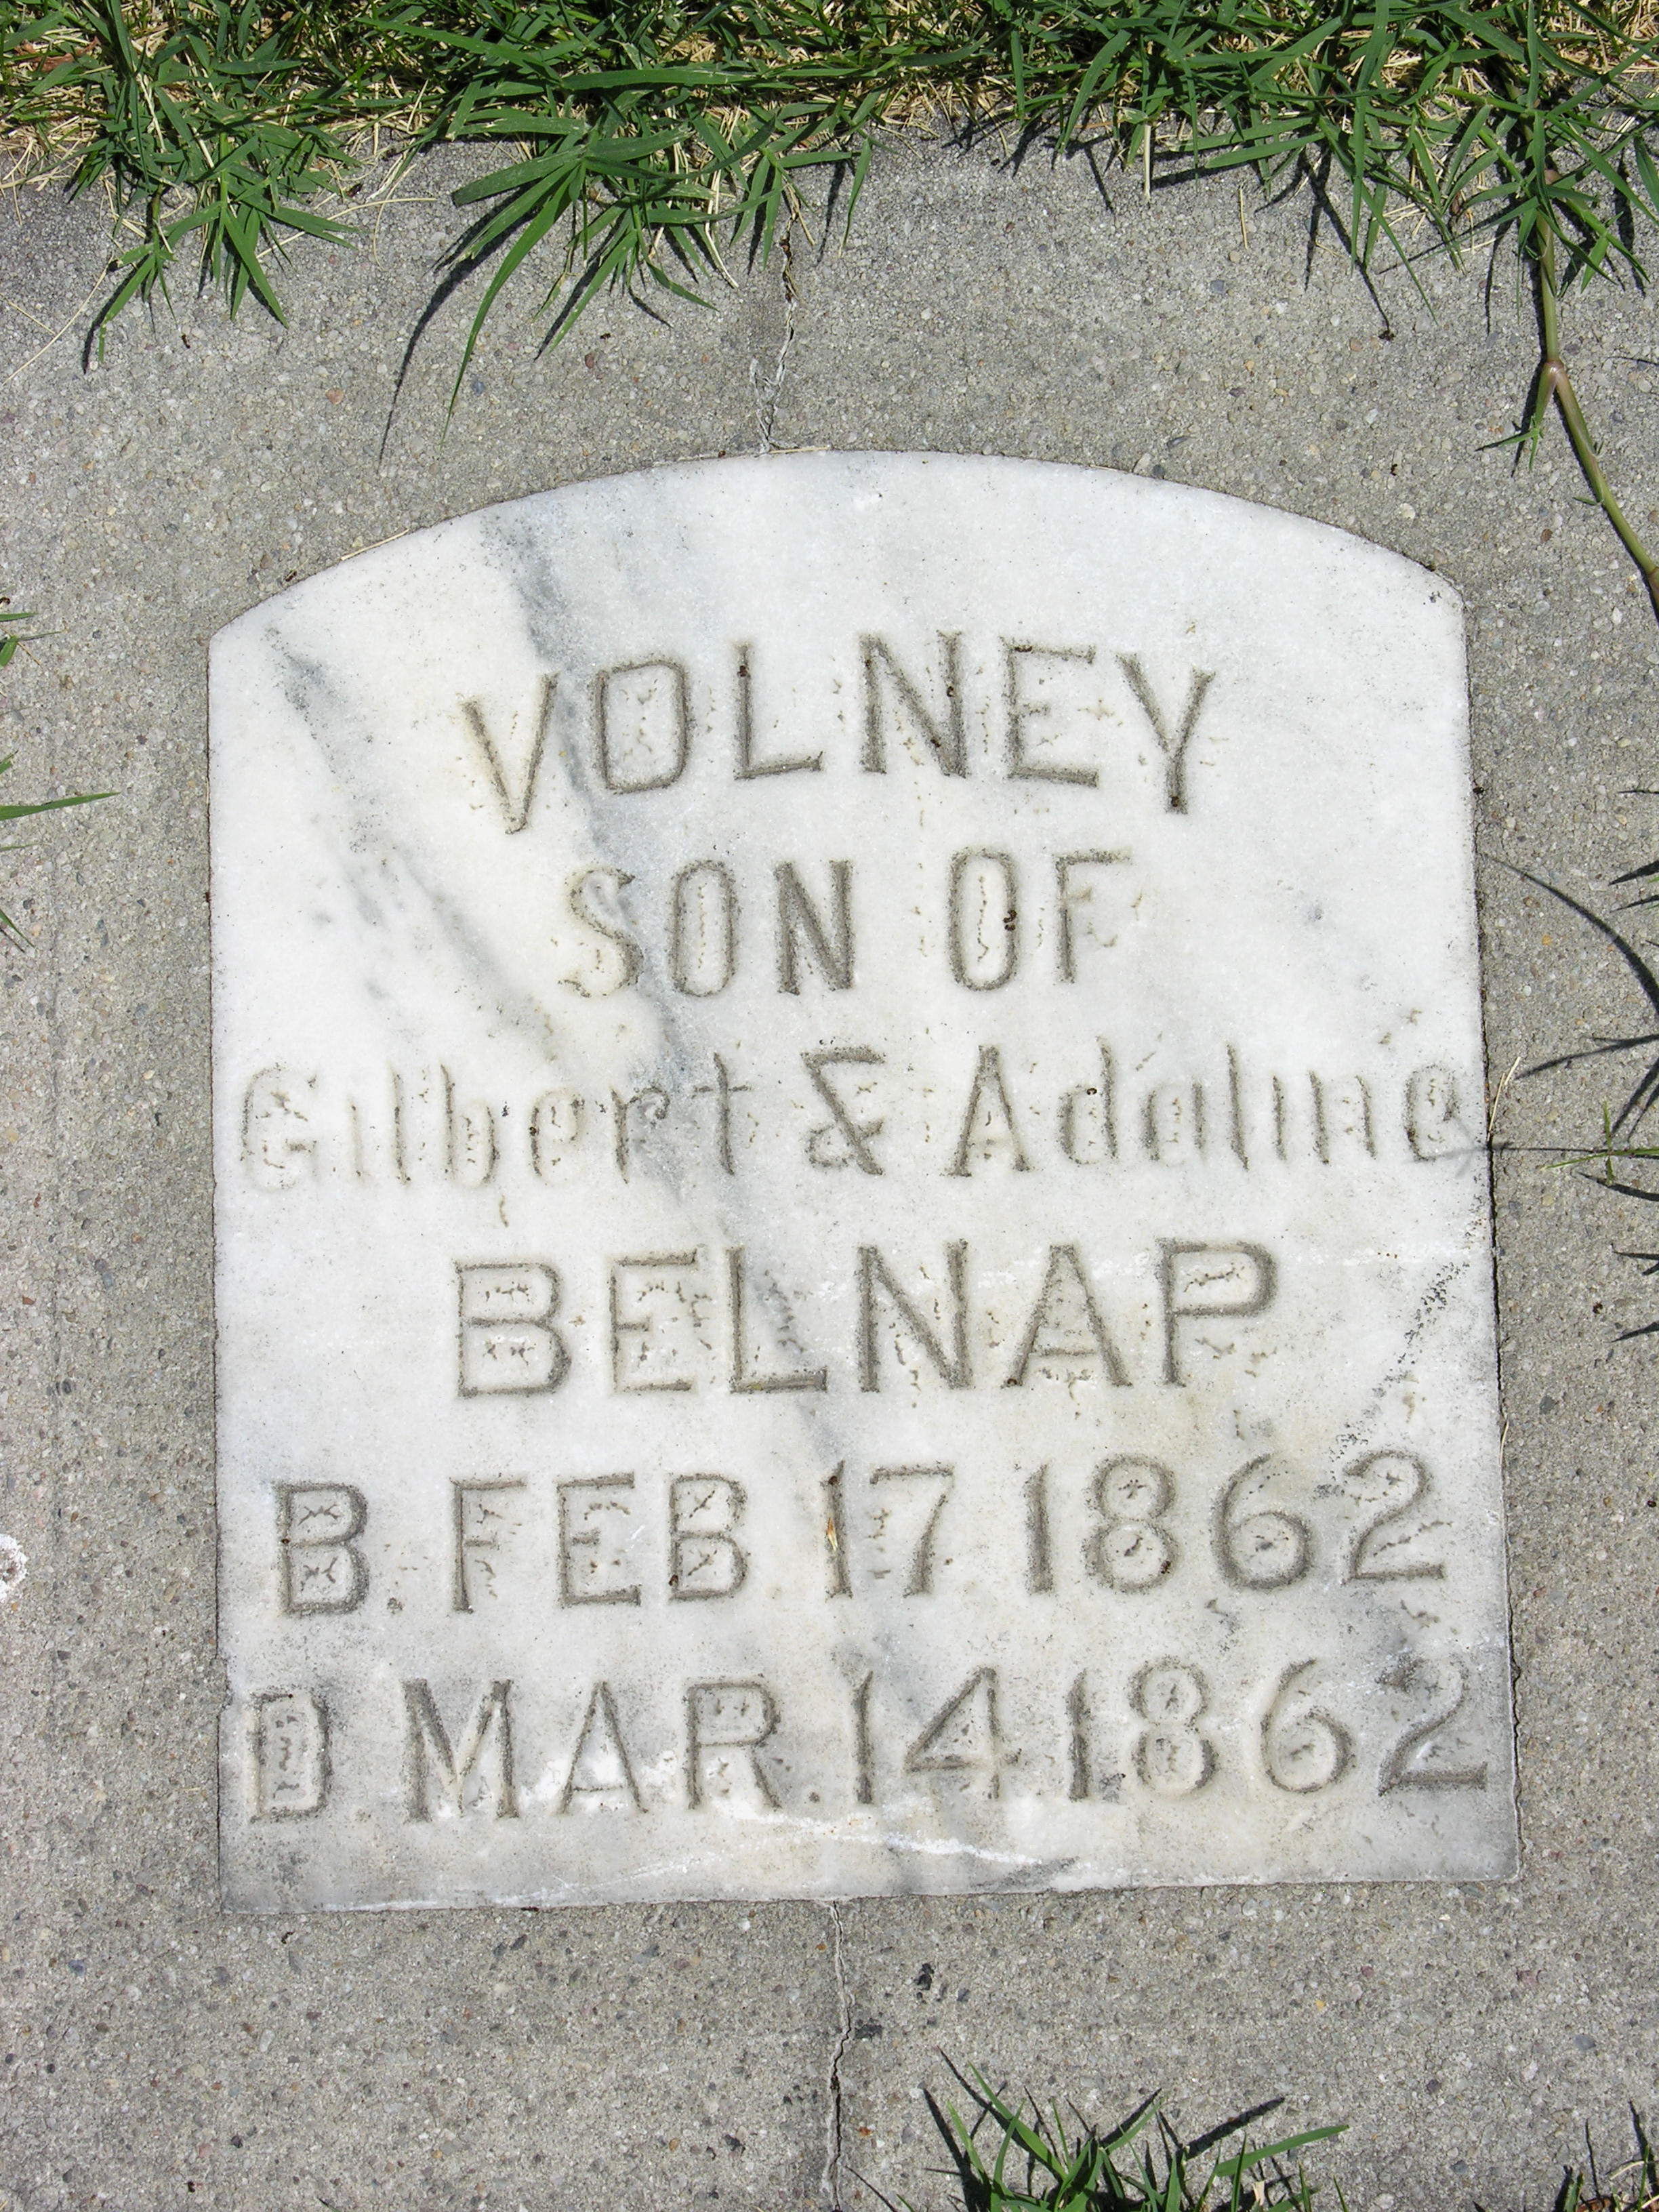 VOLNEY
SON OF
Gilbert & Adaline
BELNAP
B. FEB 17 1862
D MAR. 14 1862